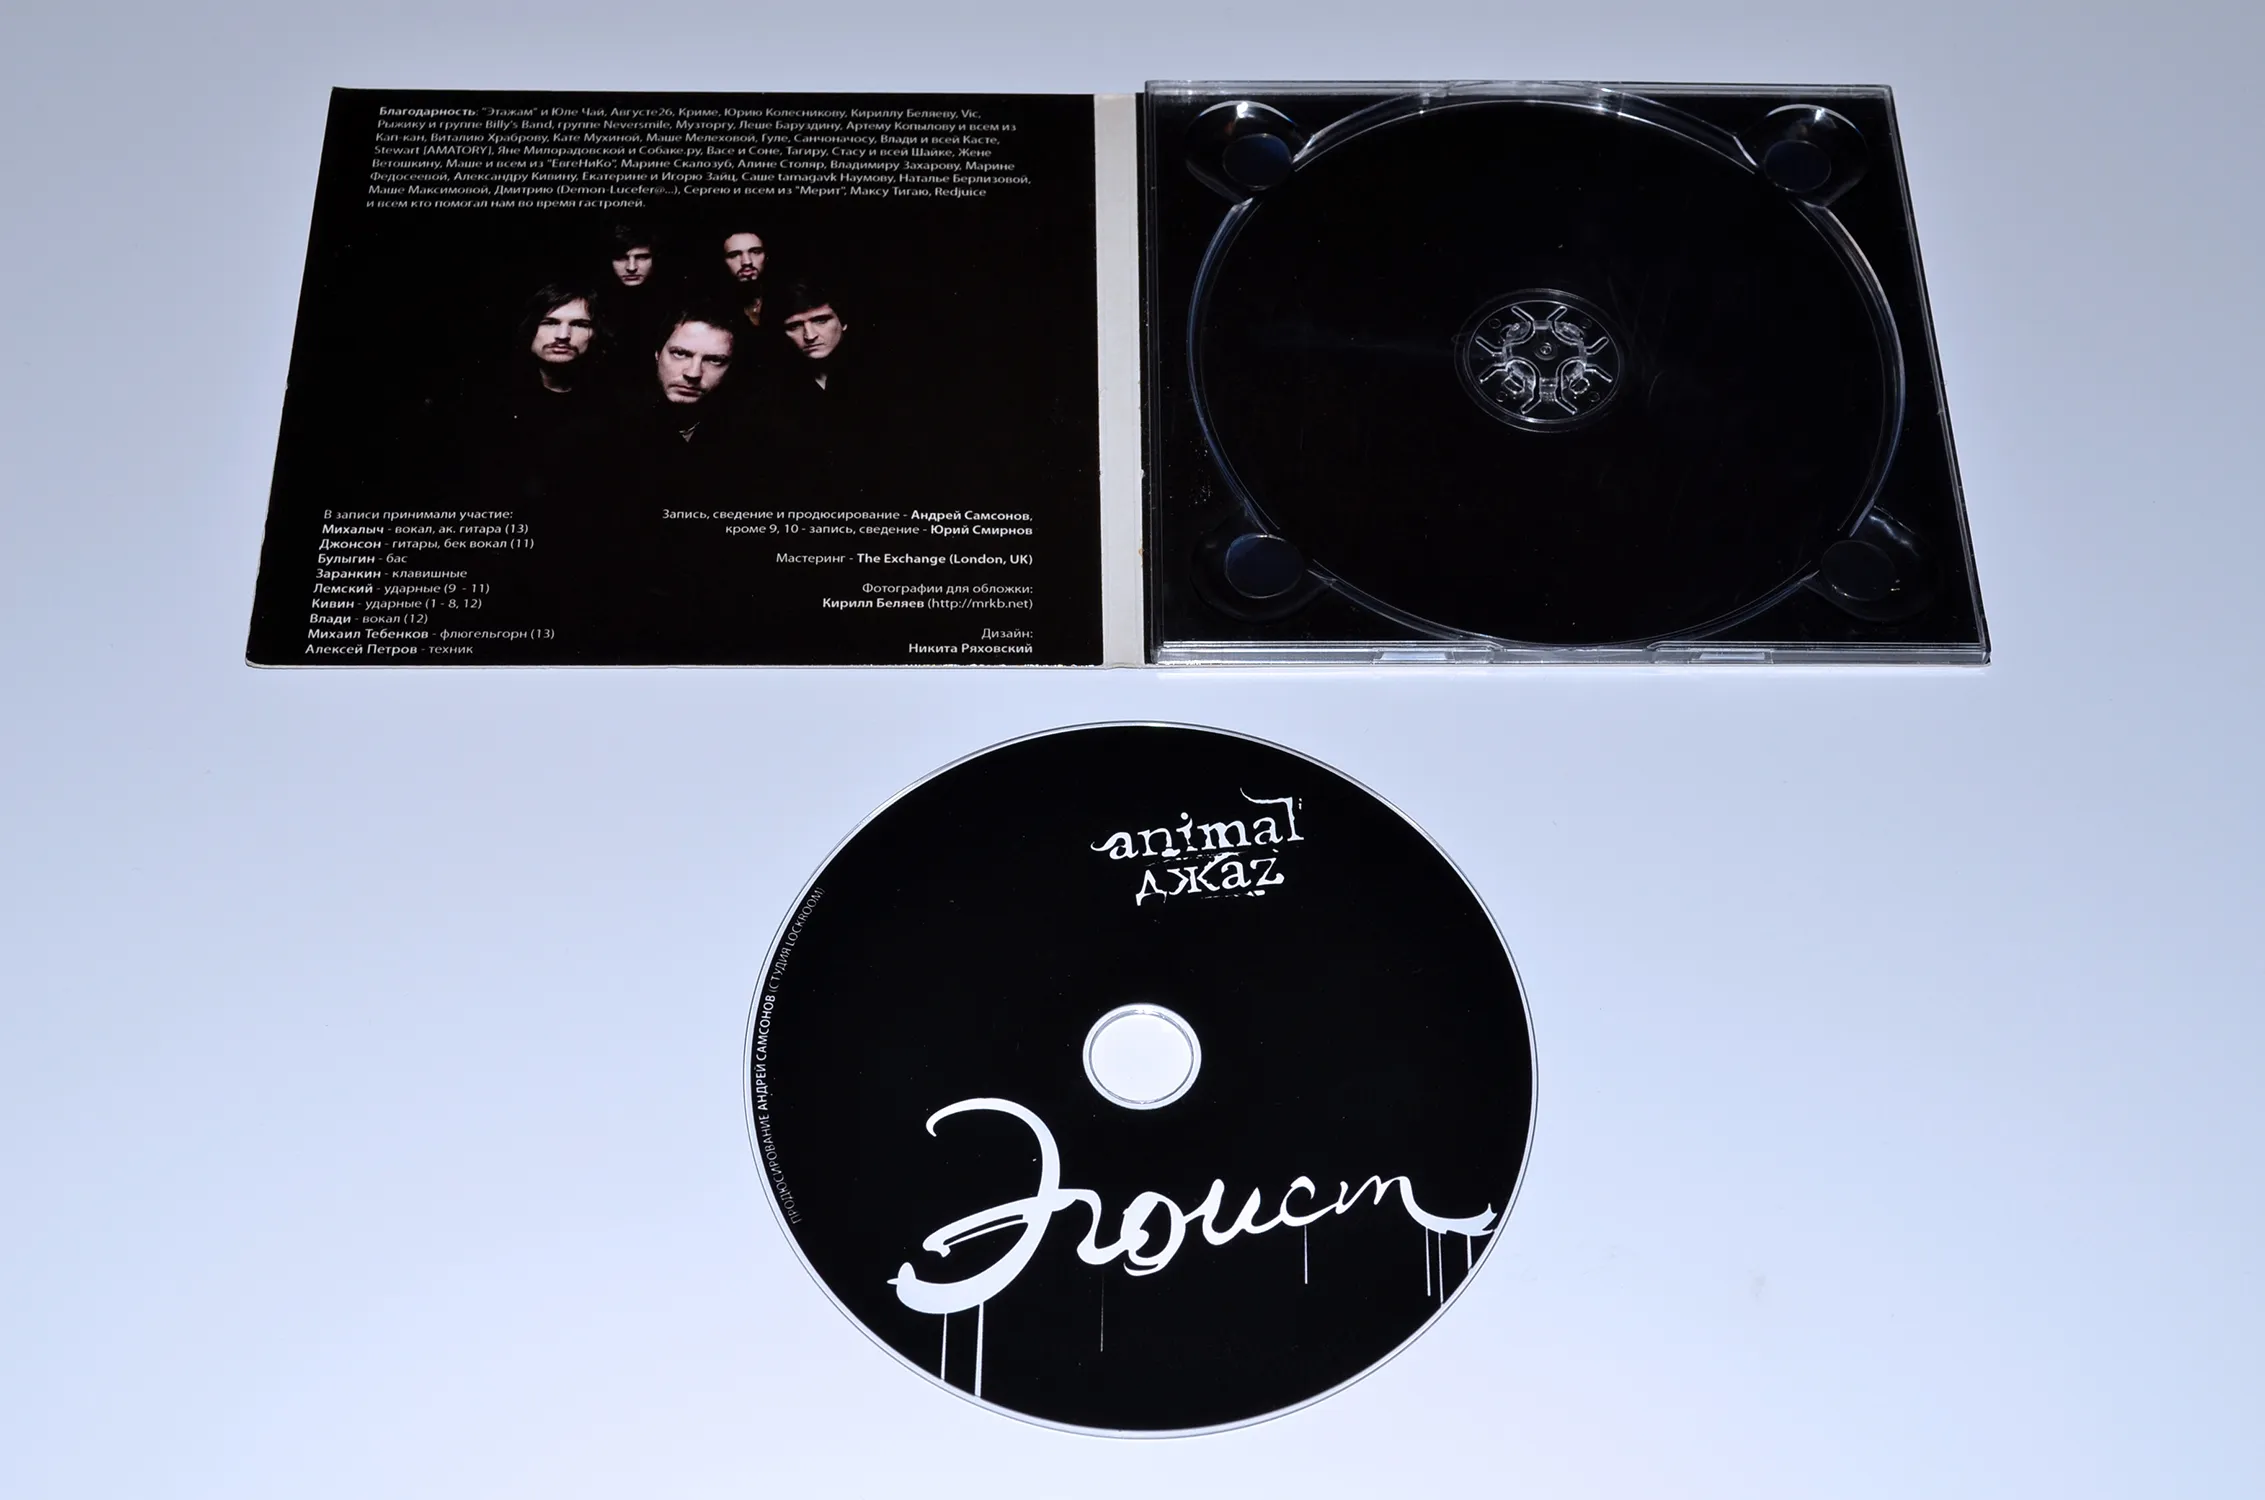 Благодарность: "Этажам" и Юле Чай, Августе26, Криме, Юрию Колесникову, Кириллу Беляеву, Vic,
Рыжику и группе Billy's Band, группе Neversmile, Музторгу, Леше Баруздину, Артему Копылову и всем из
Кап-кан, Виталию Храброву, Кате Мухиной, Маше Мелеховой, Гуле, Санчоначосу, Влади и всей Касте,
Stewart [AMATORY], Яне Милорадовской и Собаке.ру, Васе и Соне, Тагиру, Стасу и всей Шайке, Жене
Ветошкину, Маше и всем из "ЕвгеНиКо", Марине Скалозуб, Алине Столяр, Владимиру Захарову, Марине
Федосеевой, Александру Кивину, Екатерине и Игорю Зайц, Саше tamagavk Наумову, Наталье Берлизовой,
Маше Максимовой, Дмитрию (Demon-Lucefer@...), Сергею и всем из "Мерит", Максу Тигаю, Redjuice
и всем кто помогал нам во время гастролей.
В записи принимали участие:
Михалыч - вокал, ак. гитара (13)
Джонсон - гитары, бек вокал (11)
Булыгин - бас
Заранкин - клавишные
Лемский - ударные (9 - 11)
Кивин - ударные (1 - 8, 12)
Влади - вокал (12)
Михаил Тебенков - флюгельгорн (13)
Алексей Петров - техник
Запись, сведение и продюсирование - Андрей Самсонов,
кроме 9, 10 - запись, сведение - Юрий Смирнов
Мастеринг - The Exchange (London, UK)
Фотографии для обложки:
Кирилл Беляев (http://mrkb.net)
Дизайн:
Никита Ряховский
animal
джаz
ПРОДЮСИРОВАНИЕ АНДРЕЙ САМСОНОВ (СТУДИЯ LOCKROOM)
Эгоист